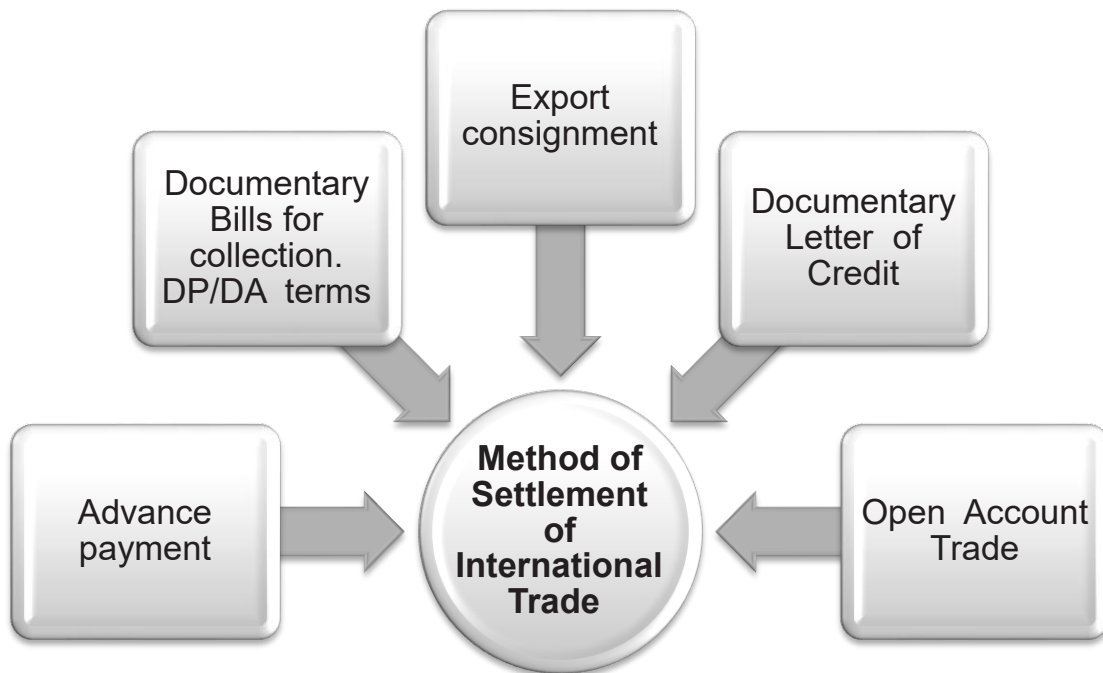 Export
consignment
Documentary
Bills for
collection.
DP/DA terms
Documentary
Letter of
Credit
Advance
payment
Method of
Settlement
of
International
Trade
Open Account
Trade